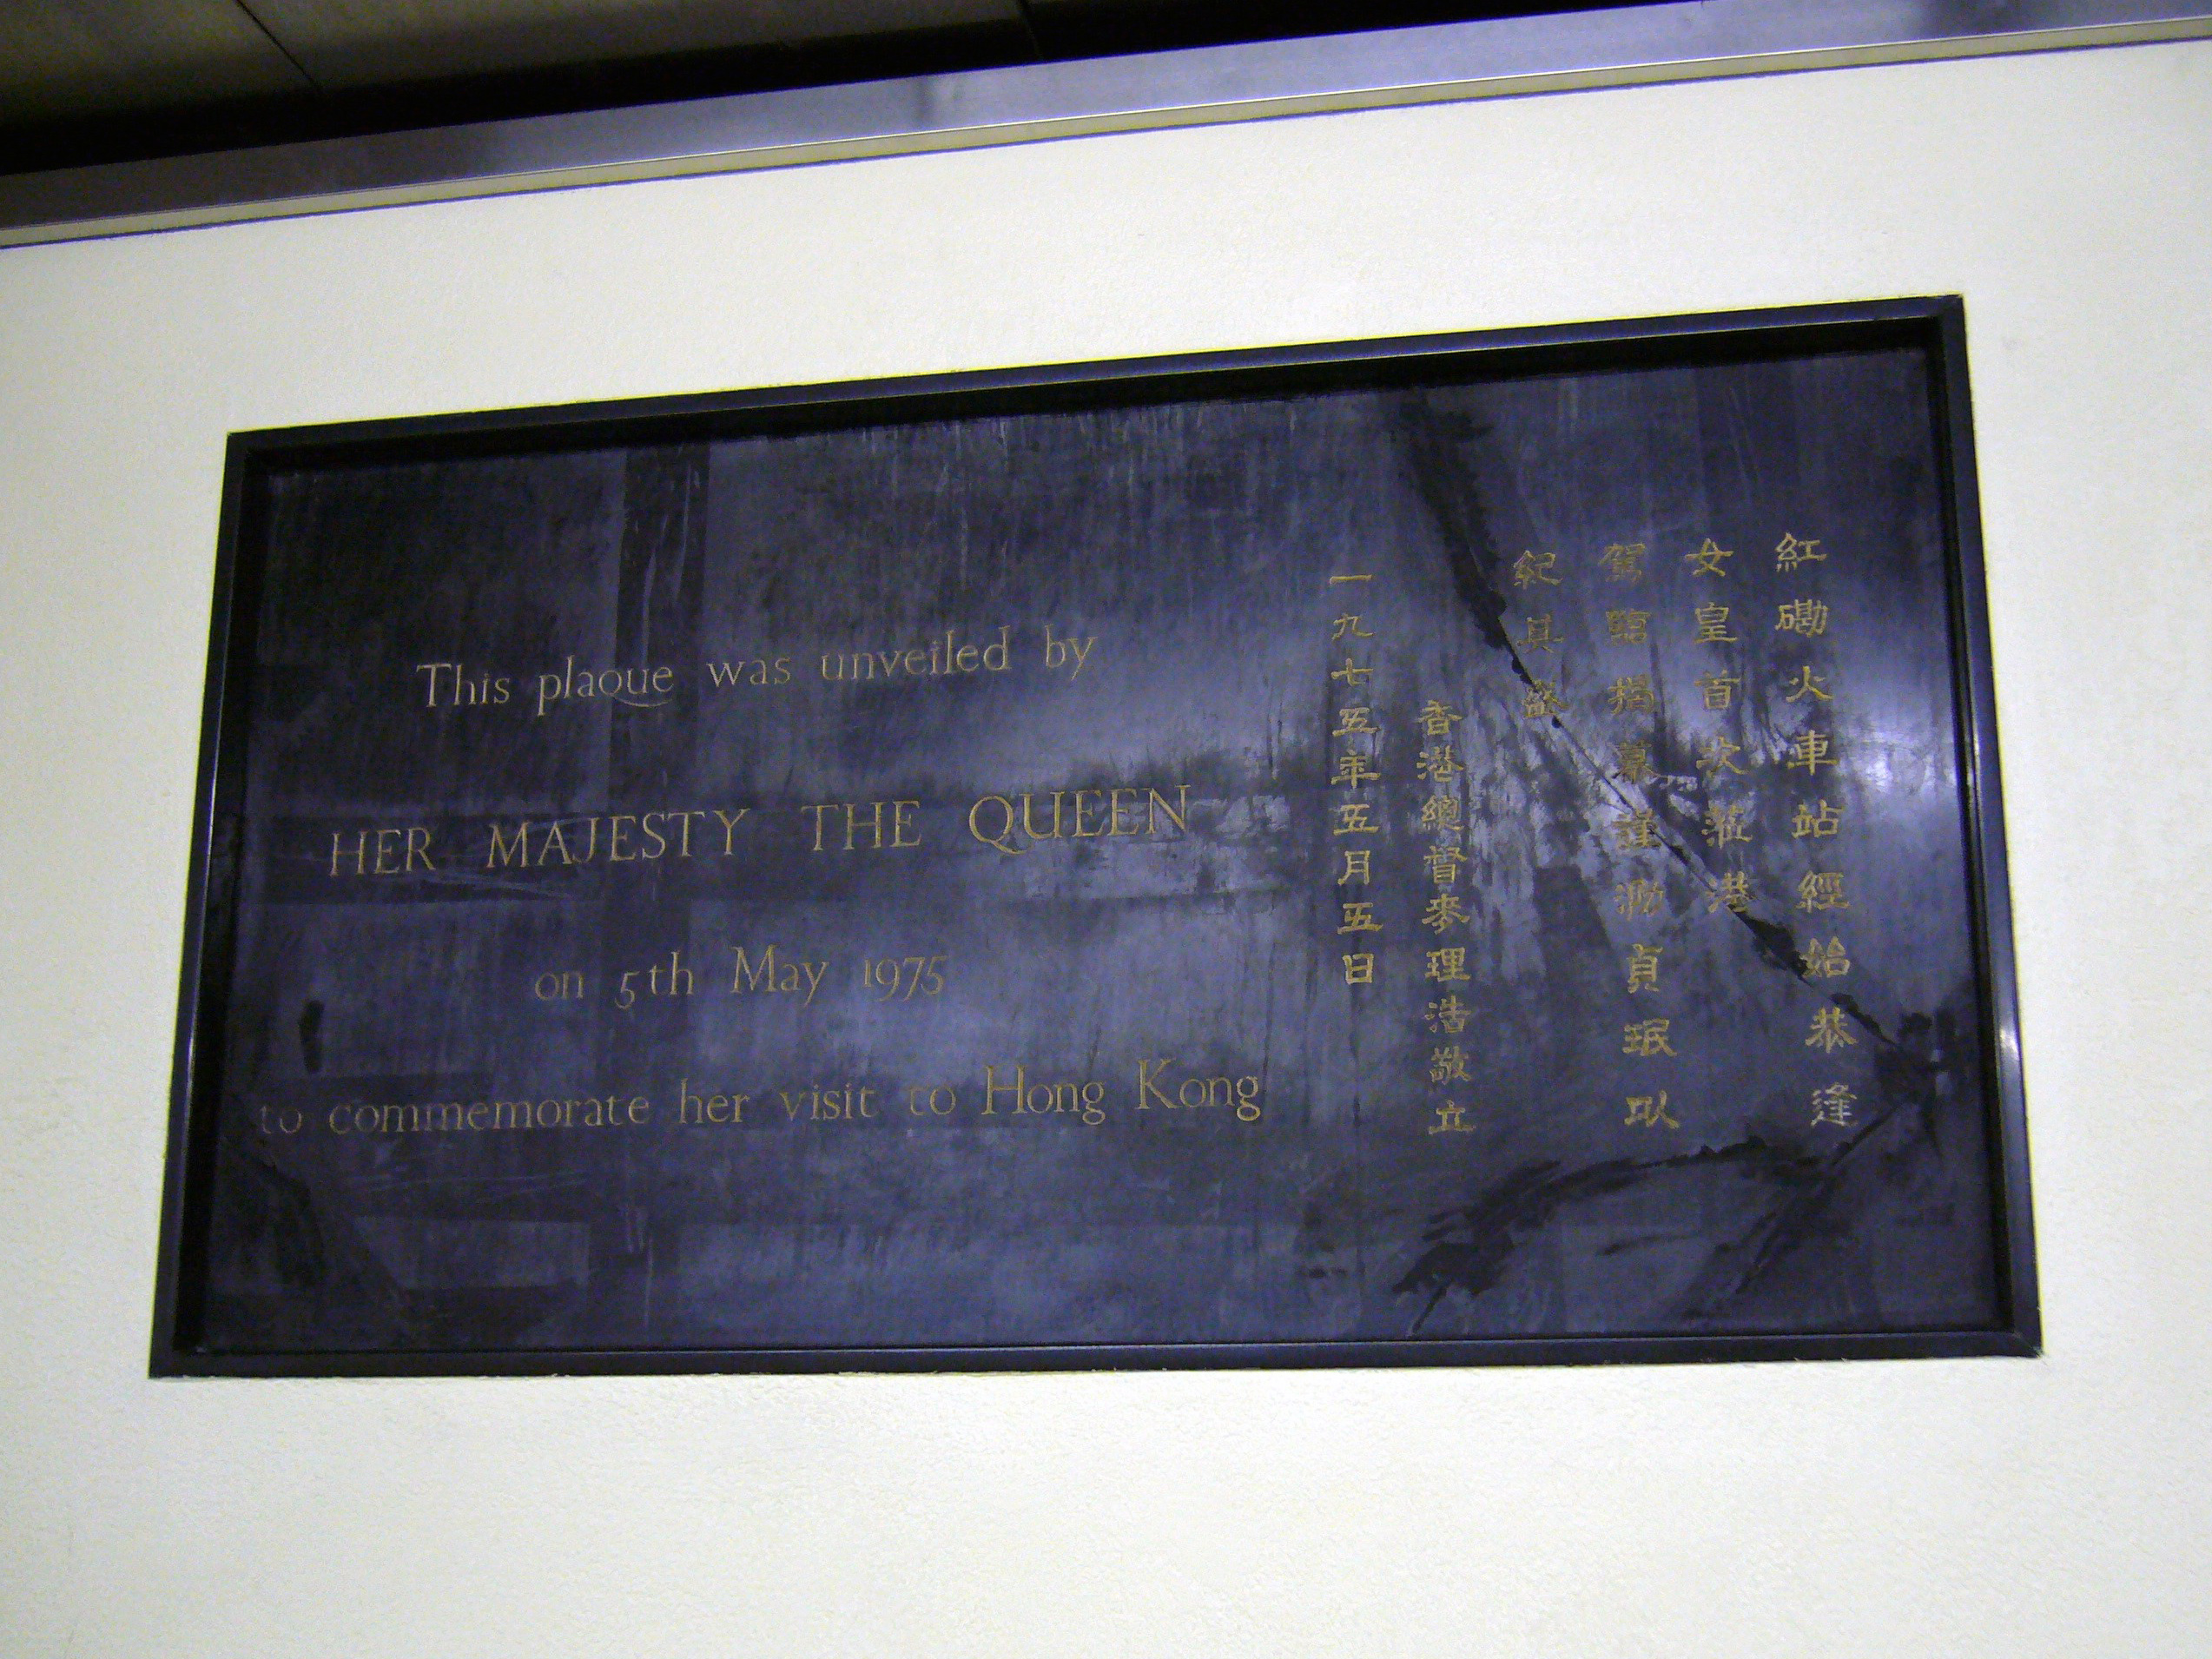 This plaque was unveiled by
HER MAJESTY THE QUEEN
on 5th May 1975
to commemorate her visit to Hong Kong
紅磡火車站經始恭逢
女皇首次蒞港
駕臨揭幕謹泐貞珉以
紀其盛
香港總督麥理浩敬立
一九七五年五月五日